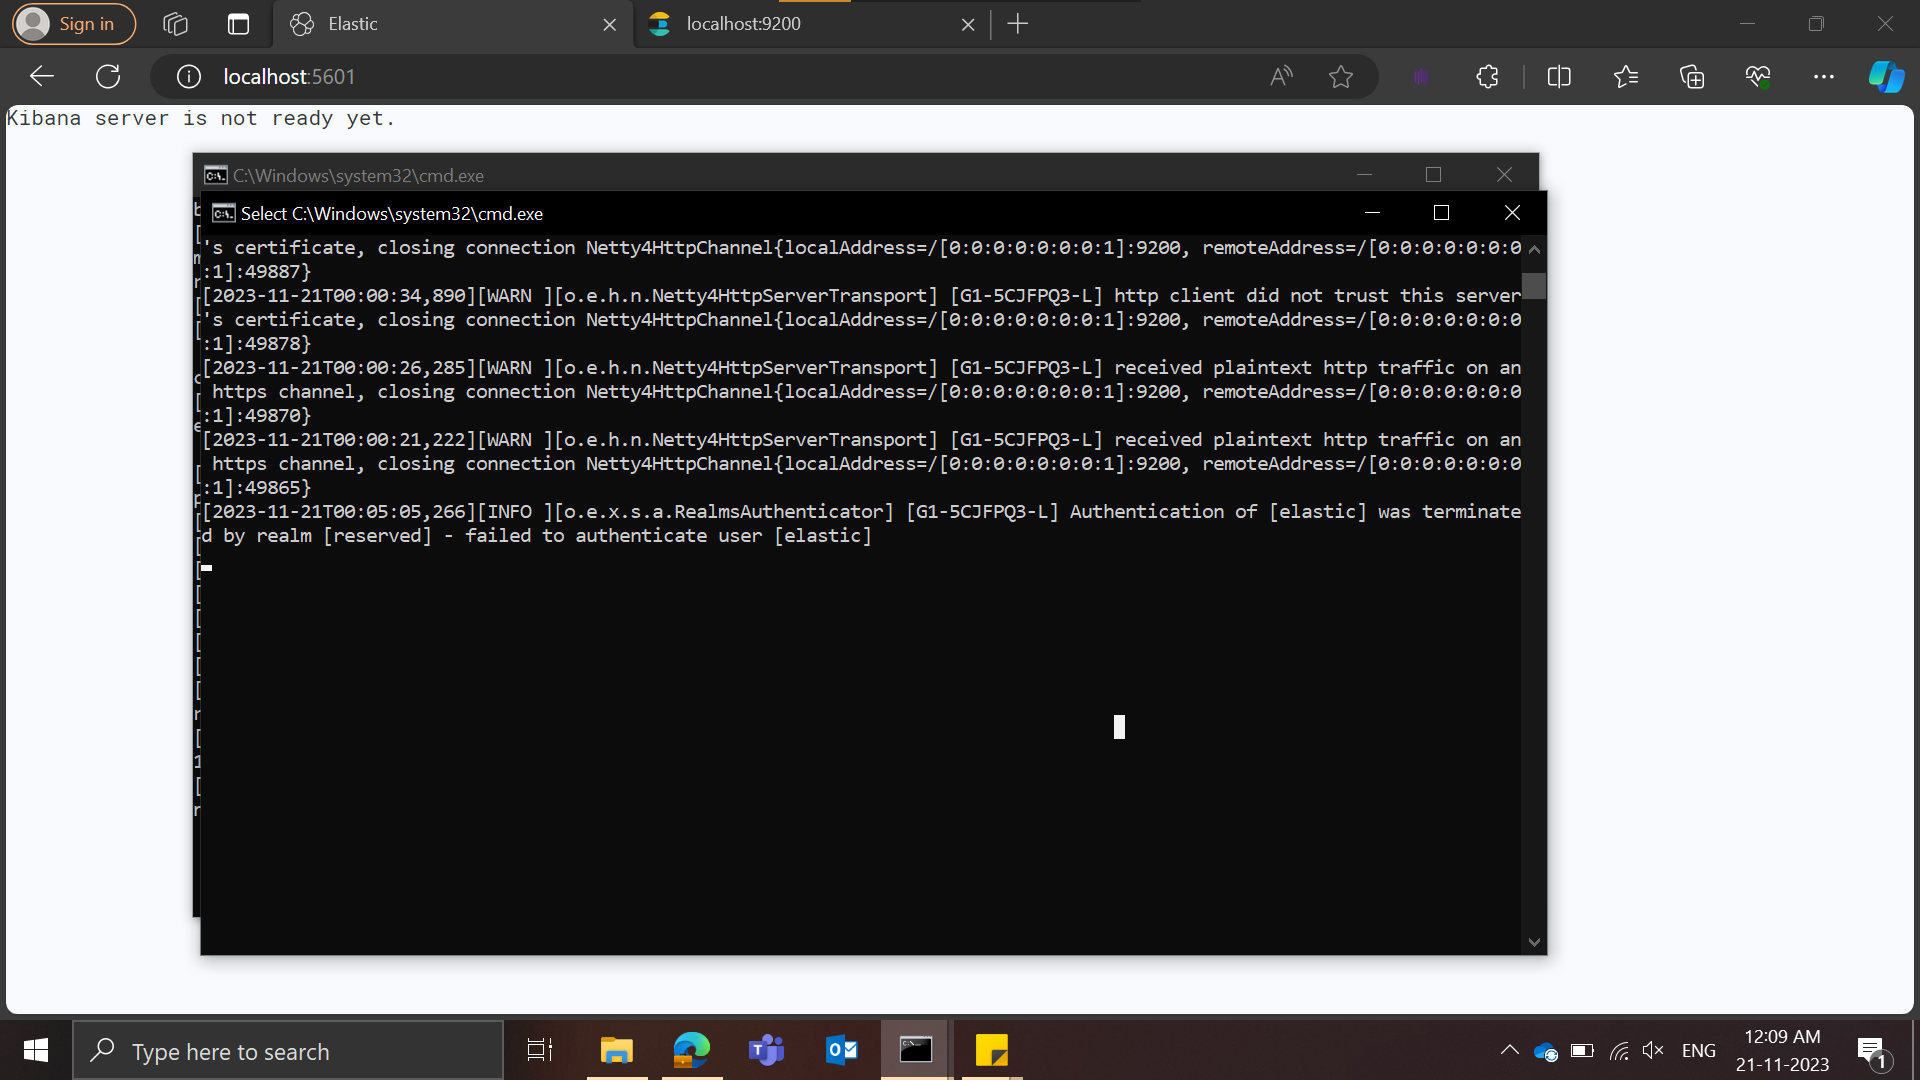 Sign in
Elastic
localhost:9200
localhost:5601
Kibana server is not ready yet.
C:\Windows\system32\cmd.exe
Select C:\Windows\system32\cmd.exe
's certificate, closing connection Netty4HttpChannel{localAddress=/[0:0:0:0:0:0:0:1]:9200, remoteAddress=/[0:0:0:0:0:0:0
:1]:49887}
[2023-11-21T00:00:34,890][WARN ][o.e.h.n.Netty4HttpServerTransport] [G1-5CJFPQ3-L] http client did not trust this server
's certificate, closing connection Netty4HttpChannel{localAddress=/[0:0:0:0:0:0:0:1]:9200, remoteAddress=/[0:0:0:0:0:0:0
:1]:49878}
[2023-11-21T00:00:26,285][WARN ][o.e.h.n.Netty4HttpServerTransport] [G1-5CJFPQ3-L] received plaintext http traffic on an
https channel, closing connection Netty4HttpChannel{localAddress=/[0:0:0:0:0:0:0:1]:9200, remoteAddress=/[0:0:0:0:0:0:0
:1]:49870}
[2023-11-21T00:00:21,222][WARN ][o.e.h.n.Netty4HttpServerTransport] [G1-5CJFPQ3-L] received plaintext http traffic on an
https channel, closing connection Netty4HttpChannel{localAddress=/[0:0:0:0:0:0:0:1]:9200, remoteAddress=/[0:0:0:0:0:0:0
:1]:49865}
[2023-11-21T00:05:05,266][INFO ][o.e.x.s.a.RealmsAuthenticator] [G1-5CJFPQ3-L] Authentication of [elastic] was terminate
d by realm [reserved] - failed to authenticate user [elastic]
Type here to search
ENG
12:09 AM
21-11-2023
1